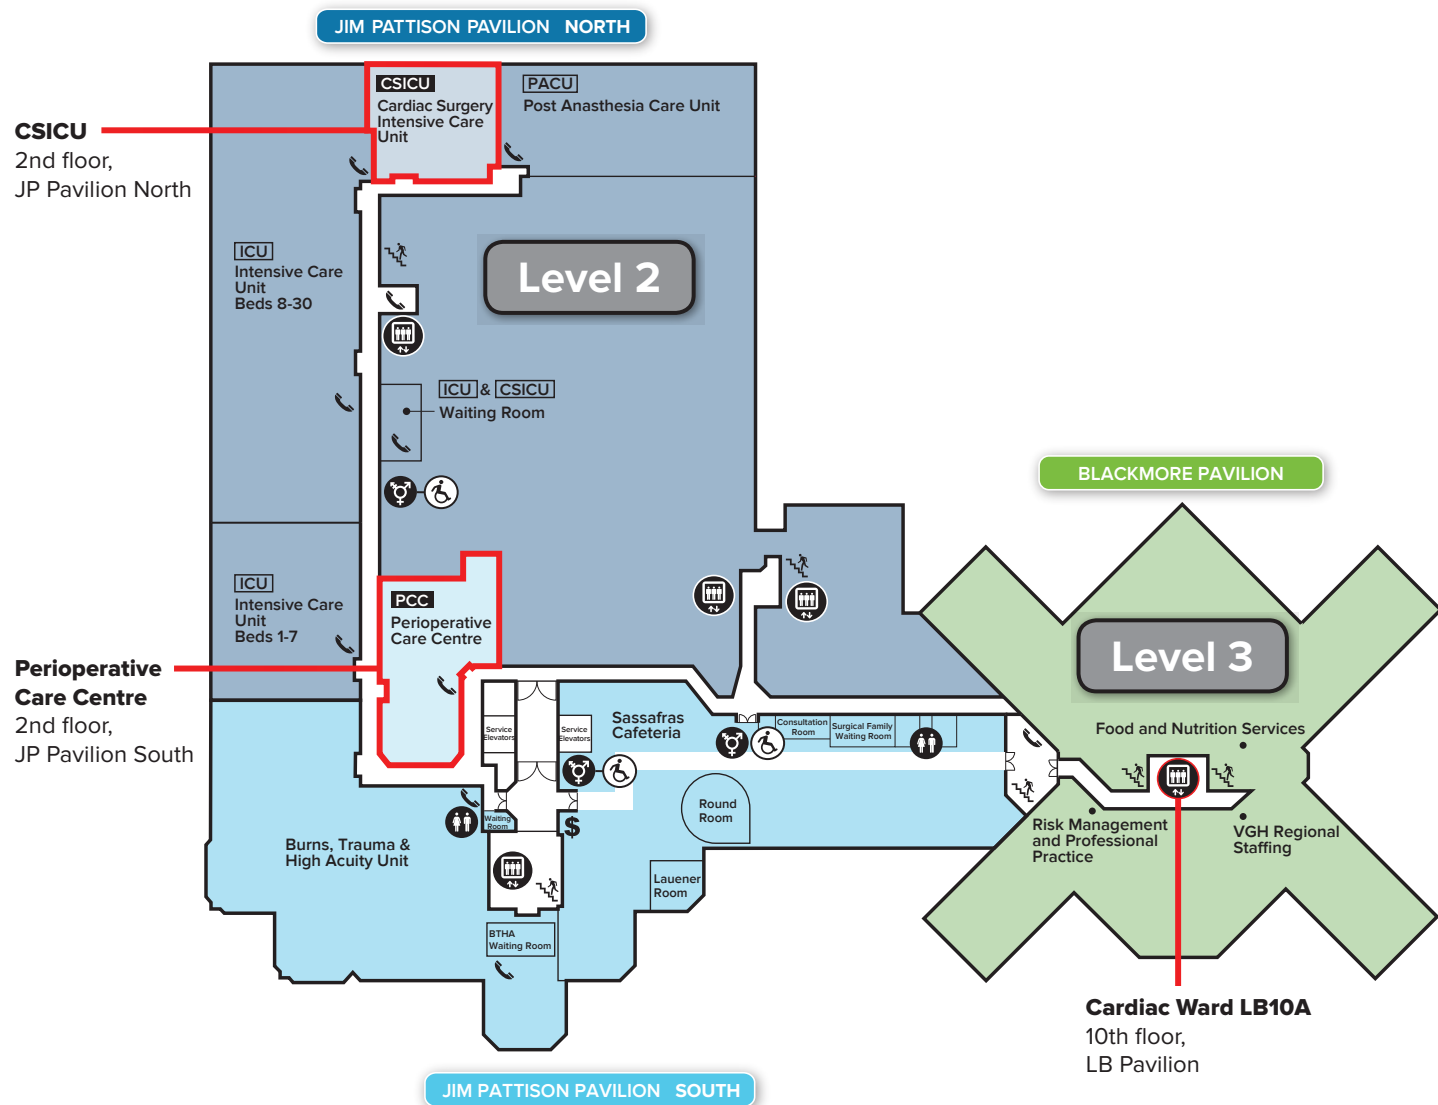 JIM PATTISON PAVILION NORTH
CSICU
Cardiac Surgery
Intensive Care
Unit
PACU
Post Anasthesia Care Unit
CSICU
2nd floor,
JP Pavilion North
ICU
Intensive Care
Unit
Beds 8-30
Level 2
ICU & CSICU
Waiting Room
BLACKMORE PAVILION
ICU
Intensive Care
Unit
Beds 1-7
PCC
Perioperative
Care Centre
Level 3
Perioperative
Care Centre
2nd floor,
JP Pavilion South
Service
Elevators
Service
Elevators
Sassafras
Cafeteria
Consultation
Room
Surgical Family
Waiting Room
Food and Nutrition Services
Round
Room
Waiting
Room
$
Burns, Trauma &
High Acuity Unit
Risk Management
and Professional
Practice
VGH Regional
Staffing
Lauener
Room
BTHA
Waiting Room
Cardiac Ward LB10A
10th floor,
LB Pavilion
JIM PATTISON PAVILION SOUTH